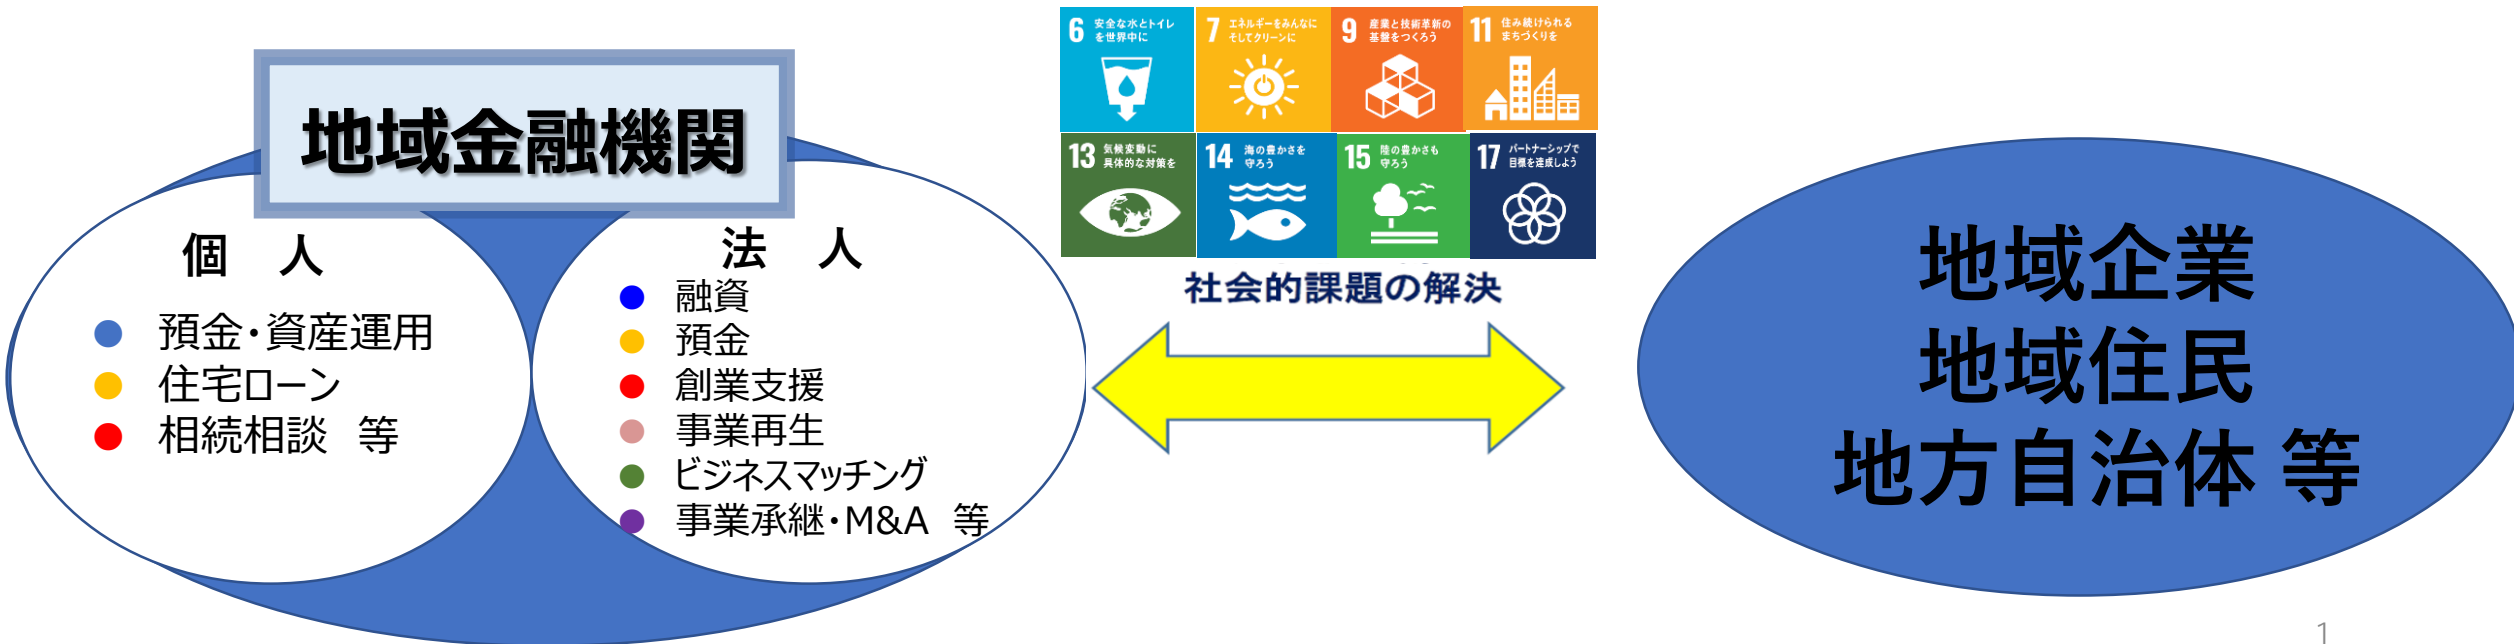 地域金融機関
個　人
預金・資産運用
住宅ローン
相続相談　等
法　人
融資
預金
創業支援
事業再生
ビジネスマッチング
事業承継・M&A　等
6 安全な水とトイレ
を世界中に
7 エネルギーをみんなに
そしてクリーンに
9 産業と技術革新の
基盤をつくろう
11 住み続けられる
まちづくりを
13 気候変動に
具体的な対策を
14 海の豊かさを
守ろう
15 陸の豊かさも
守ろう
17 パートナーシップで
目標を達成しよう
社会的課題の解決
地域企業
地域住民
地方自治体 等
1